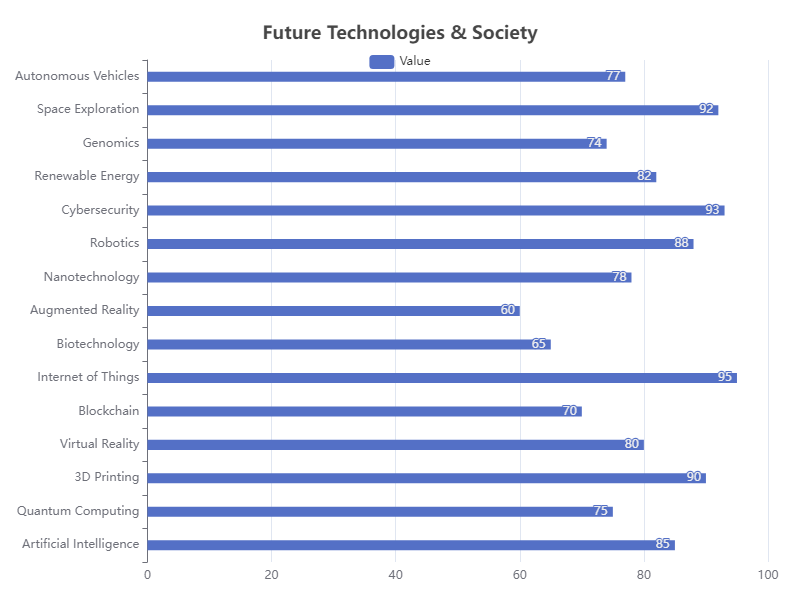 Future Technologies & Society
Value
Autonomous Vehicles 77
Space Exploration 92
Genomics 74
Renewable Energy 82
Cybersecurity 93
Robotics 88
Nanotechnology 78
Augmented Reality 60
Biotechnology 65
Internet of Things 95
Blockchain 70
Virtual Reality 80
3D Printing 90
Quantum Computing 75
Artificial Intelligence 85
0 20 40 60 80 100